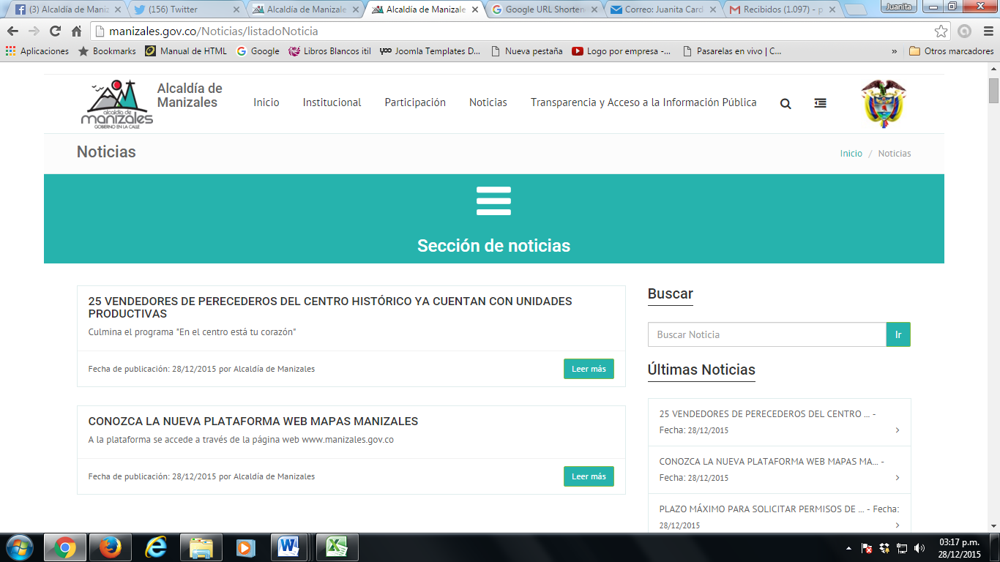 (3) Alcaldía de Maniz
(156) Twitter
Alcaldía de Manizale
Alcaldía de Manizale
Google URL Shorten
Correo: Juanita Card
Recibidos (1.097) - p
Juanita
manizales.gov.co/Noticias/listadoNoticia
Aplicaciones
Bookmarks
Manual de HTML
Google
Libros Blancos itil
yoo Joomla Templates D...
Nueva pestaña
Logo por empresa -...
Pasarelas en vivo | C...
»
Otros marcadores
alcaldía de
manizales
GOBIERNO EN LA CALLE
Alcaldía de
Manizales
Inicio
Institucional
Participación
Noticias
Transparencia y Acceso a la Información Pública
Noticias
Inicio / Noticias
Sección de noticias
25 VENDEDORES DE PERECEDEROS DEL CENTRO HISTÓRICO YA CUENTAN CON UNIDADES
PRODUCTIVAS
Culmina el programa "En el centro está tu corazón"
Fecha de publicación: 28/12/2015 por Alcaldía de Manizales
Leer más
CONOZCA LA NUEVA PLATAFORMA WEB MAPAS MANIZALES
A la plataforma se accede a través de la página web www.manizales.gov.co
Fecha de publicación: 28/12/2015 por Alcaldía de Manizales
Leer más
Buscar
Buscar Noticia
Ir
Últimas Noticias
25 VENDEDORES DE PERECEDEROS DEL CENTRO ... -
Fecha: 28/12/2015
CONOZCA LA NUEVA PLATAFORMA WEB MAPAS MA... -
Fecha: 28/12/2015
PLAZO MÁXIMO PARA SOLICITAR PERMISOS DE ... - Fecha:
28/12/2015
03:17 p.m.
28/12/2015